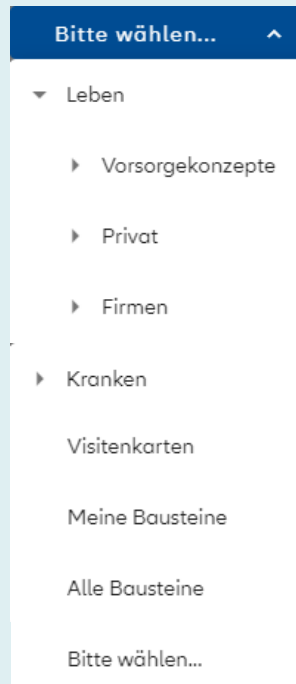 Bitte wählen...
Leben
Vorsorgekonzepte
Privat
Firmen
Kranken
Visitenkarten
Meine Bausteine
Alle Bausteine
Bitte wählen...